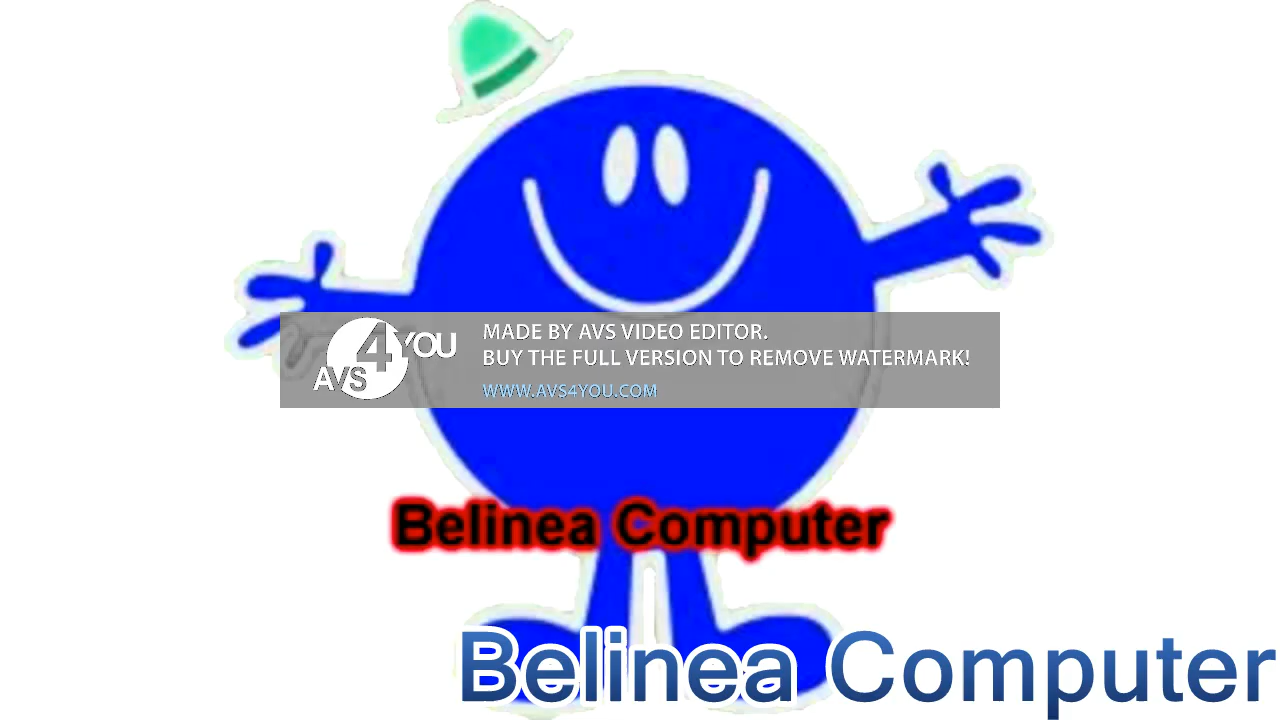 AVS4YOU
MADE BY AVS VIDEO EDITOR.
BUY THE FULL VERSION TO REMOVE WATERMARK!
WWW.AVS4YOU.COM
Belinea Computer
Belinea Computer